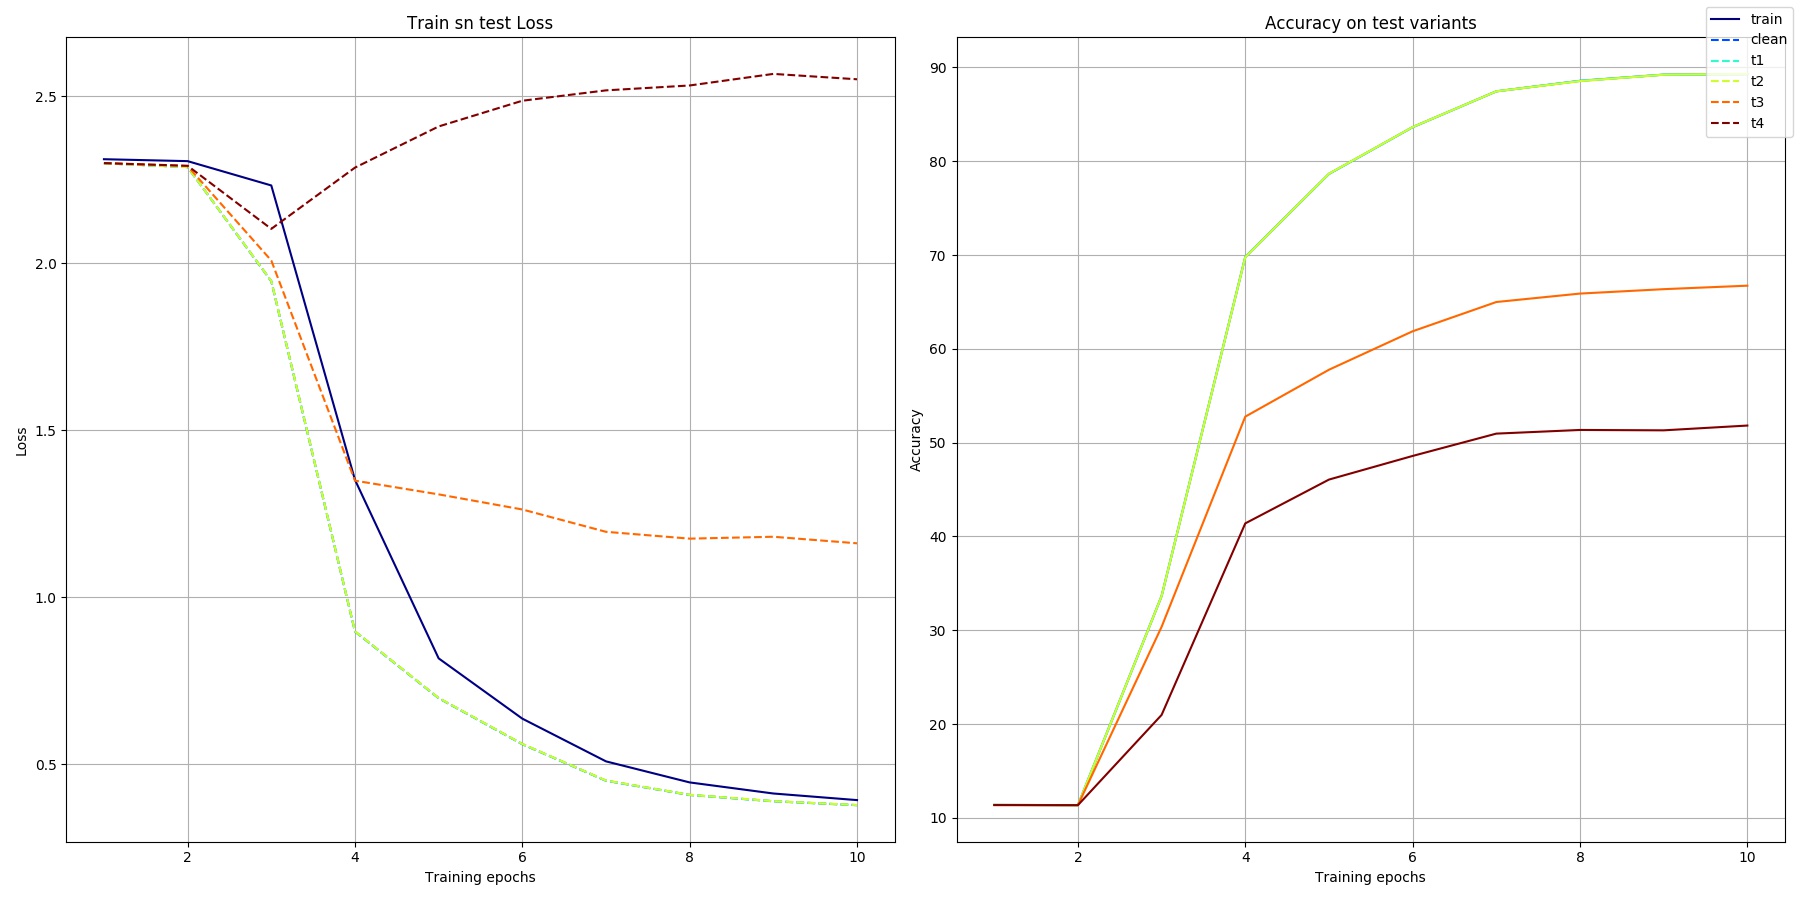 Train sn test Loss
Loss
2.5
2.0
1.5
1.0
0.5
2 4 6 8 10
Training epochs
Accuracy on test variants
Accuracy
90
80
70
60
50
40
30
20
10
2 4 6 8 10
Training epochs
train
clean
t1
t2
t3
t4